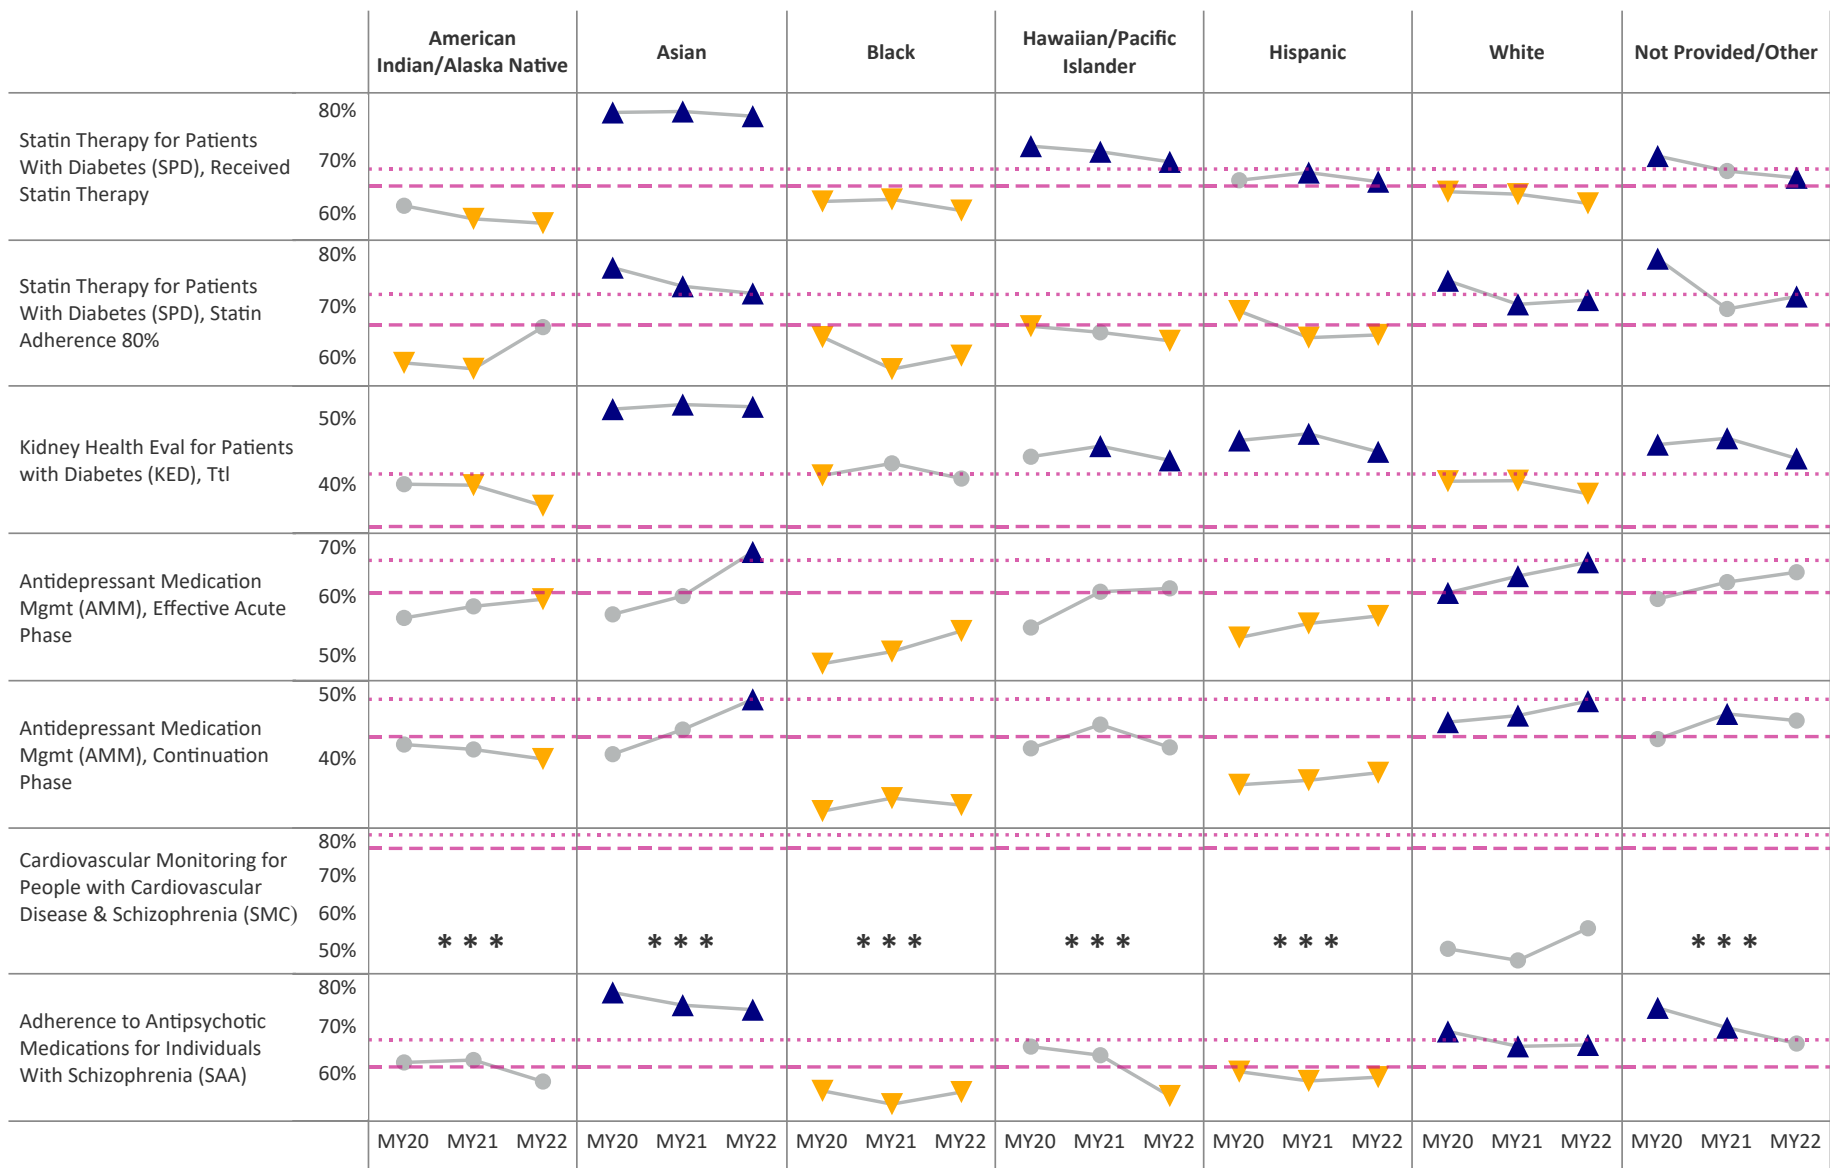 American
Indian/Alaska Native
Asian
Black
Hawaiian/Pacific
Islander
Hispanic
White
Not Provided/Other
Statin Therapy for Patients
With Diabetes (SPD), Received
Statin Therapy
80%
70%
60%
Statin Therapy for Patients
With Diabetes (SPD), Statin
Adherence 80%
80%
70%
60%
Kidney Health Eval for Patients
with Diabetes (KED), Ttl
50%
40%
Antidepressant Medication
Mgmt (AMM), Effective Acute
Phase
70%
60%
50%
Antidepressant Medication
Mgmt (AMM), Continuation
Phase
50%
40%
Cardiovascular Monitoring for
People with Cardiovascular
Disease & Schizophrenia (SMC)
80%
70%
60%
50%
* * *
* * *
* * *
* * *
* * *
* * *
Adherence to Antipsychotic
Medications for Individuals
With Schizophrenia (SAA)
80%
70%
60%
MY20 MY21 MY22 MY20 MY21 MY22 MY20 MY21 MY22 MY20 MY21 MY22 MY20 MY21 MY22 MY20 MY21 MY22 MY20 MY21 MY22